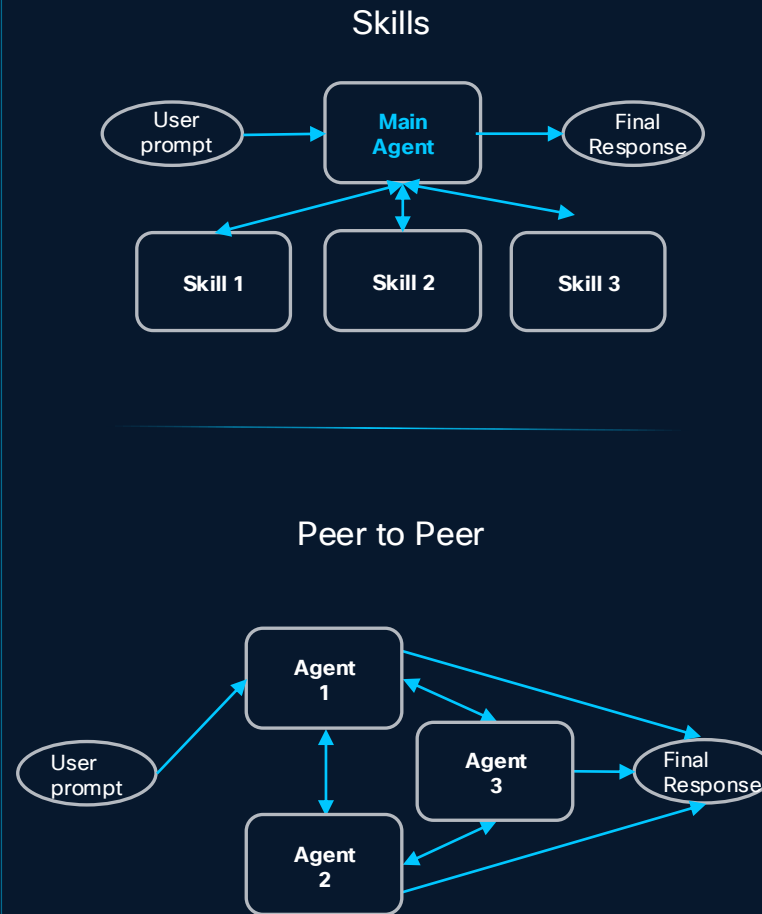 Skills
User
prompt
Main
Agent
Final
Response
Skill 1
Skill 2
Skill 3
Peer to Peer
Agent
1
User
prompt
Agent
3
Final
Response
Agent
2